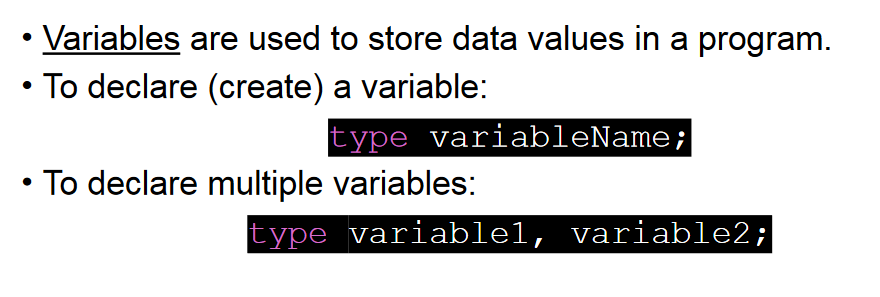 • Variables are used to store data values in a program.
• To declare (create) a variable:
type variableName;
• To declare multiple variables:
type variable1, variable2;